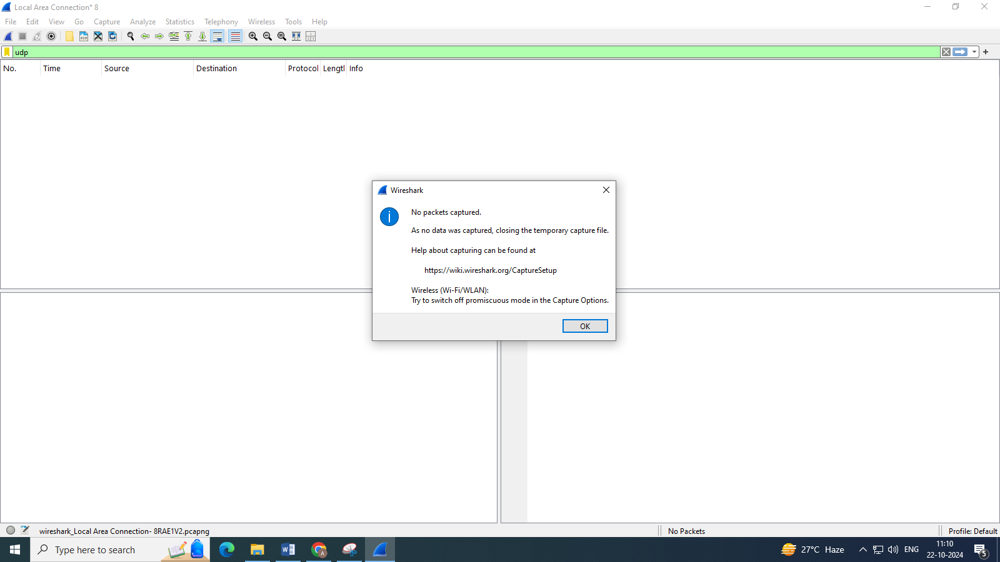 Local Area Connection* 8
File Edit View Go Capture Analyze Statistics Telephony Wireless Tools Help
udp
No. Time Source Destination Protocol Lengtl Info
Wireshark
No packets captured.
As no data was captured, closing the temporary capture file.
Help about capturing can be found at
https://wiki.wireshark.org/CaptureSetup
Wireless (Wi-Fi/WLAN):
Try to switch off promiscuous mode in the Capture Options.
OK
wireshark_Local Area Connection- 8RAE1V2.pcapng No Packets Profile: Default
Type here to search 27°C Haze ENG 11:10
22-10-2024 5